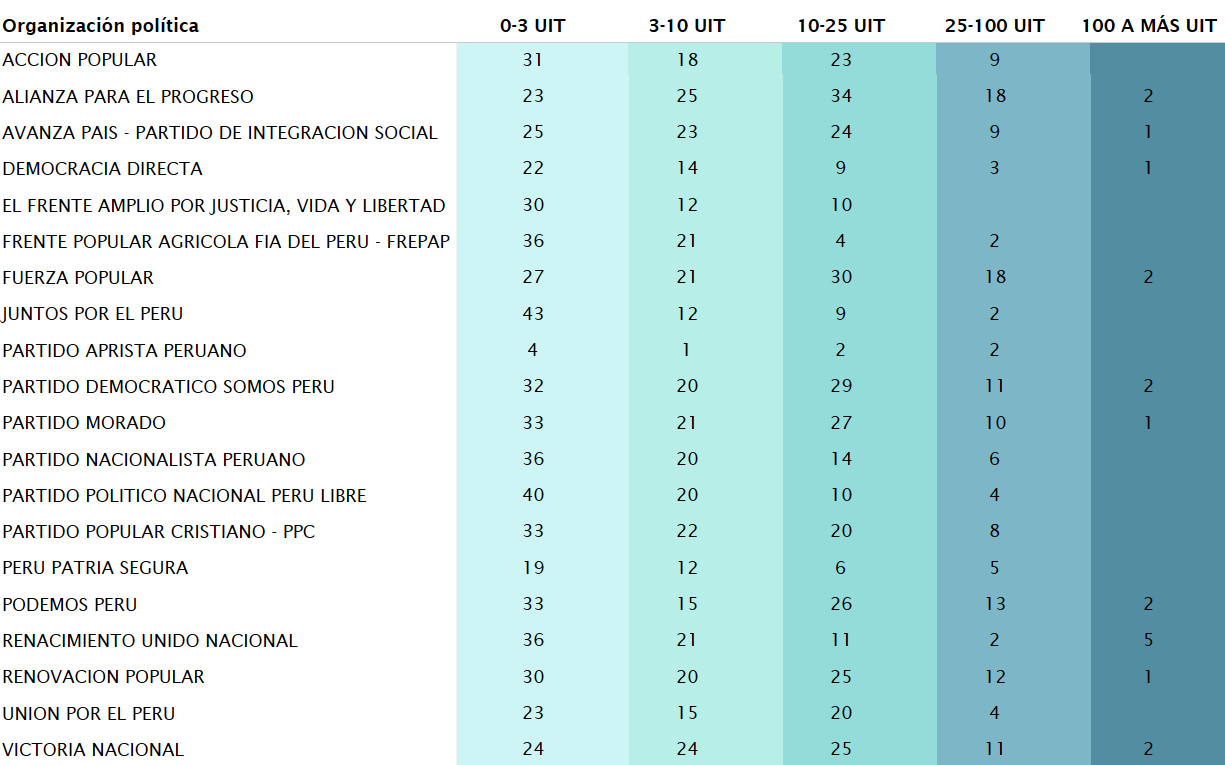 Organización política 0-3 UIT 3-10 UIT 10-25 UIT 25-100 UIT 100 A MÁS UIT
ACCION POPULAR 31 18 23 9
ALIANZA PARA EL PROGRESO 23 25 34 18 2
AVANZA PAIS - PARTIDO DE INTEGRACION SOCIAL 25 23 24 9 1
DEMOCRACIA DIRECTA 22 14 9 3 1
EL FRENTE AMPLIO POR JUSTICIA, VIDA Y LIBERTAD 30 12 10
FRENTE POPULAR AGRICOLA FIA DEL PERU - FREPAP 36 21 4 2
FUERZA POPULAR 27 21 30 18 2
JUNTOS POR EL PERU 43 12 9 2
PARTIDO APRISTA PERUANO 4 1 2 2
PARTIDO DEMOCRATICO SOMOS PERU 32 20 29 11 2
PARTIDO MORADO 33 21 27 10 1
PARTIDO NACIONALISTA PERUANO 36 20 14 6
PARTIDO POLITICO NACIONAL PERU LIBRE 40 20 10 4
PARTIDO POPULAR CRISTIANO - PPC 33 22 20 8
PERU PATRIA SEGURA 19 12 6 5
PODEMOS PERU 33 15 26 13 2
RENACIMIENTO UNIDO NACIONAL 36 21 11 2 5
RENOVACION POPULAR 30 20 25 12 1
UNION POR EL PERU 23 15 20 4
VICTORIA NACIONAL 24 24 25 11 2